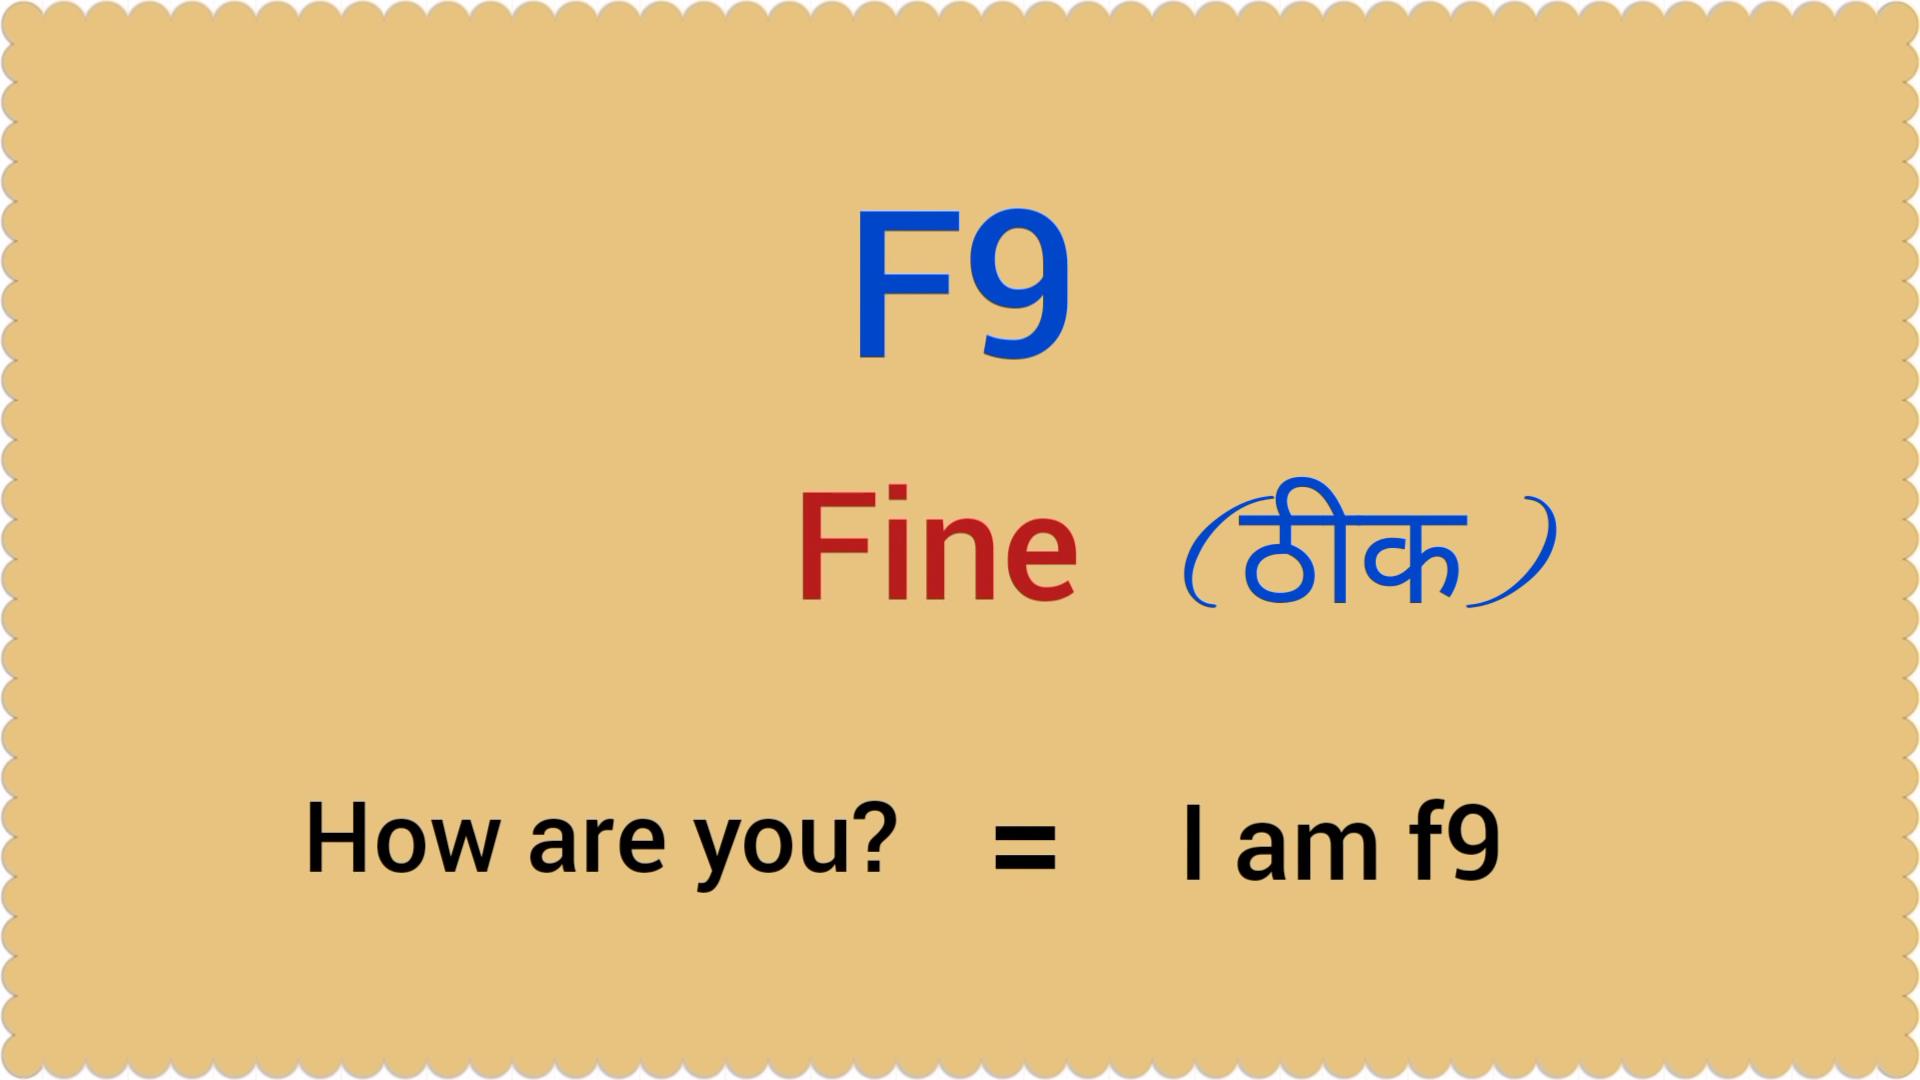 F9
Fine (ठीक)
How are you? = I am f9